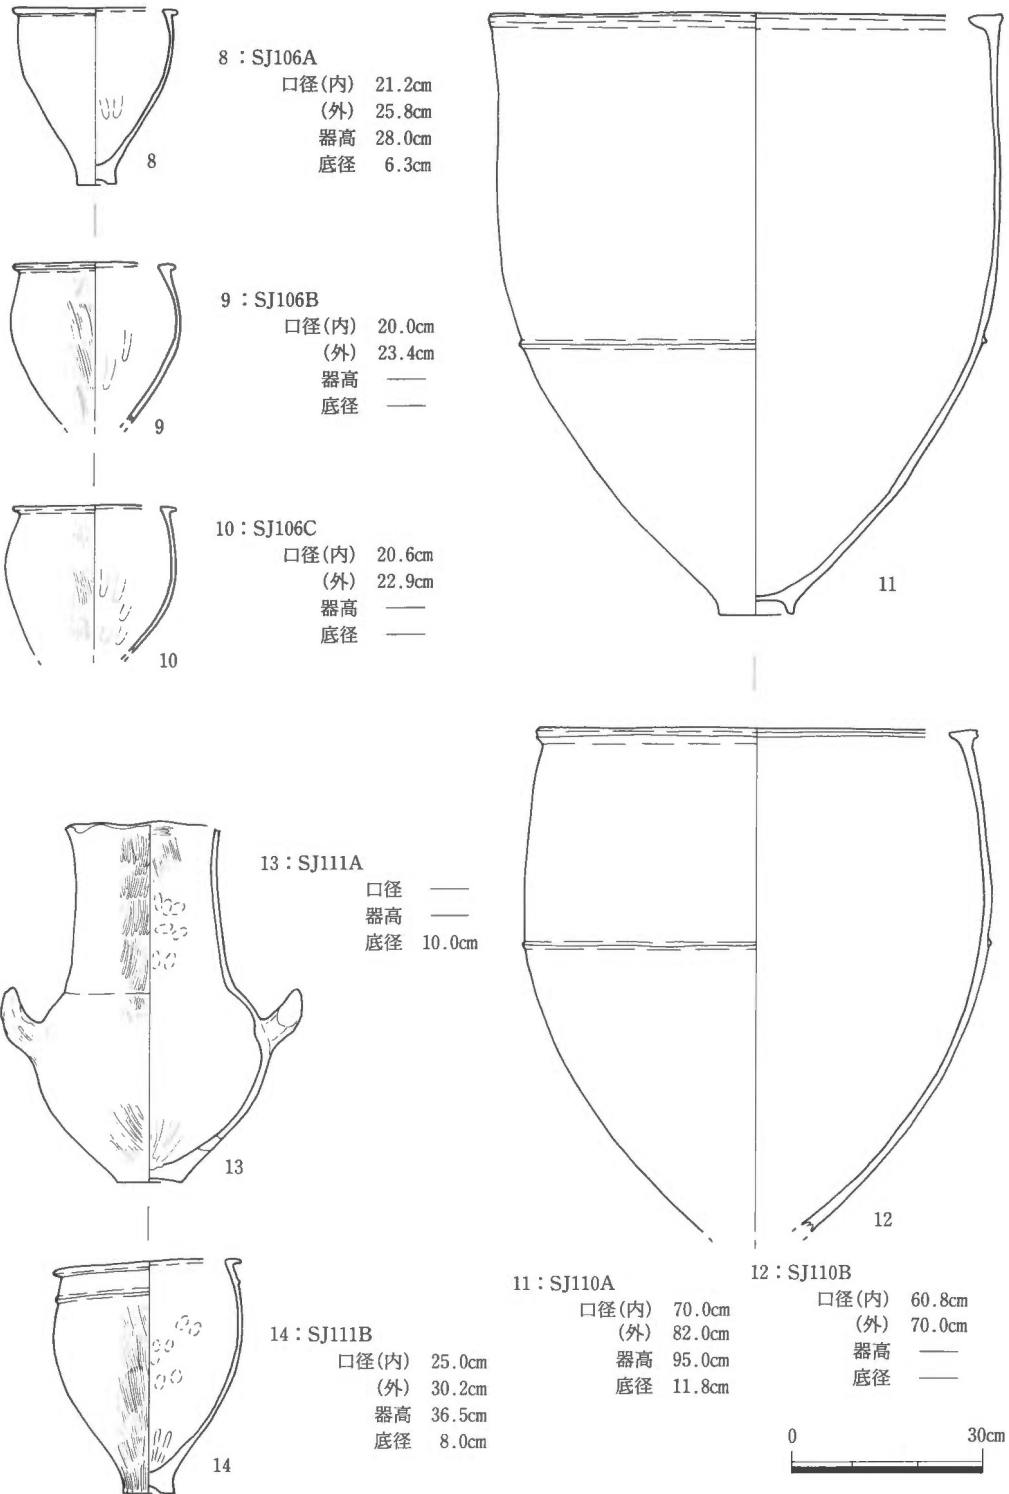 8：SJ106A
口径(内) 21.2cm
(外) 25.8cm
器高 28.0cm
底径 6.3cm
8
9：SJ106B
口径(内) 20.0cm
(外) 23.4cm
器高 ――
底径 ――
9
10：SJ106C
口径(内) 20.6cm
(外) 22.9cm
器高 ――
底径 ――
10
11
13：SJ111A
口径 ――
器高 ――
底径 10.0cm
13
12
14：SJ111B
口径(内) 25.0cm
(外) 30.2cm
器高 36.5cm
底径 8.0cm
14
11：SJ110A
口径(内) 70.0cm
(外) 82.0cm
器高 95.0cm
底径 11.8cm
12：SJ110B
口径(内) 60.8cm
(外) 70.0cm
器高 ――
底径 ――
0 30cm